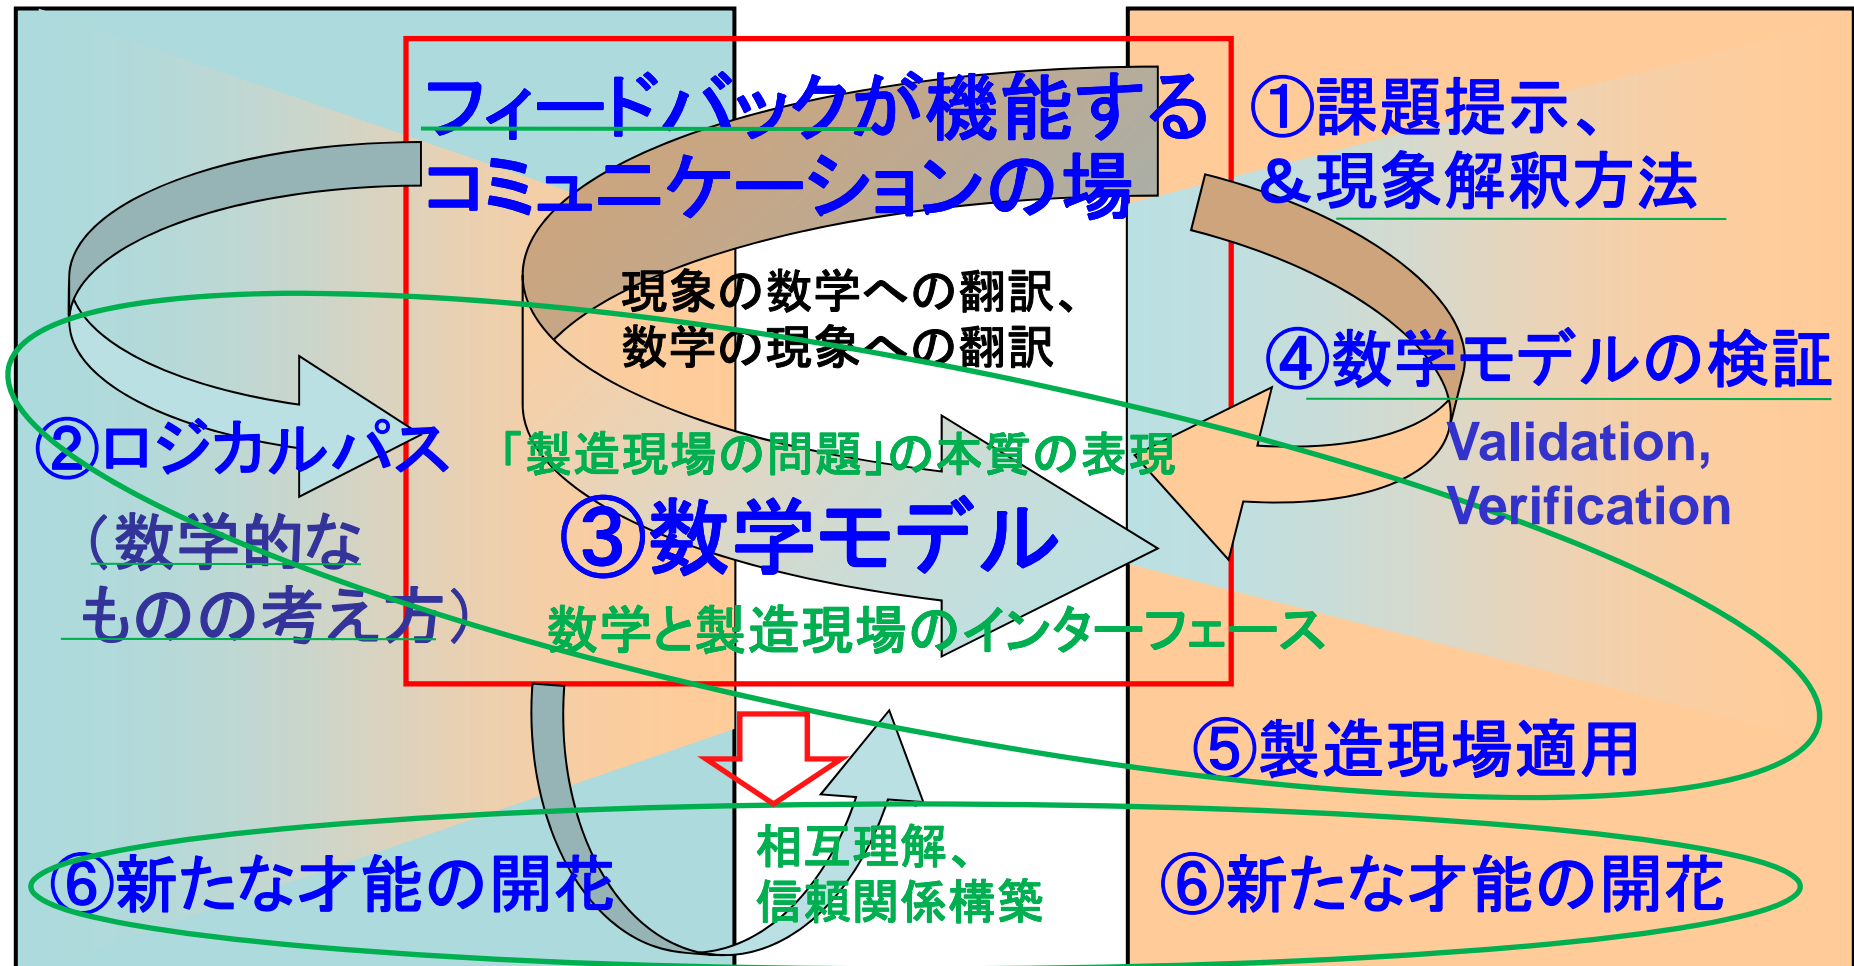 フィードバックが機能する
コミュニケーションの場
①課題提示、
&現象解釈方法
現象の数学への翻訳、
数学の現象への翻訳
④数学モデルの検証
Validation,
Verification
②ロジカルパス
(数学的な
ものの考え方)
「製造現場の問題」の本質の表現
③数学モデル
数学と製造現場のインターフェース
⑤製造現場適用
⑥新たな才能の開花
相互理解、
信頼関係構築
⑥新たな才能の開花